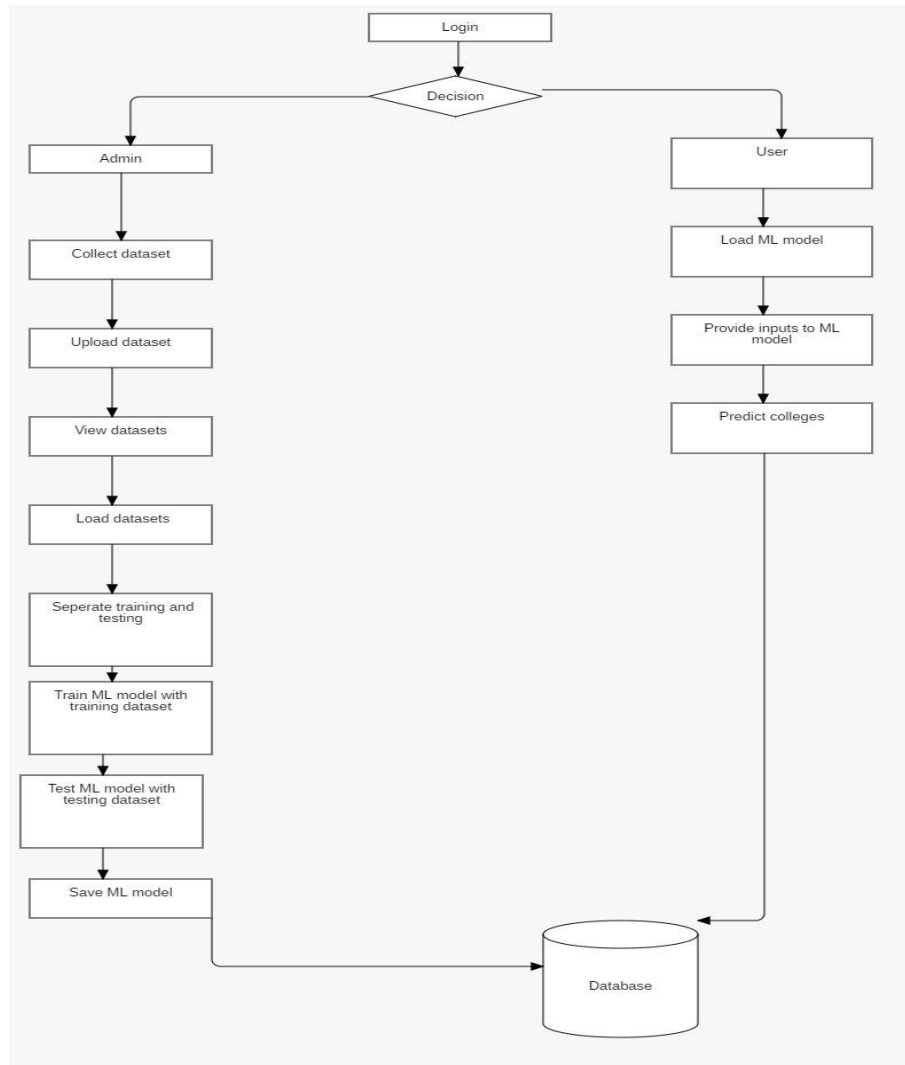 Login
Decision
Admin
User
Collect dataset
Load ML model
Upload dataset
Provide inputs to ML
model
View datasets
Predict colleges
Load datasets
Seperate training and
testing
Train ML model with
training dataset
Test ML model with
testing dataset
Save ML model
Database